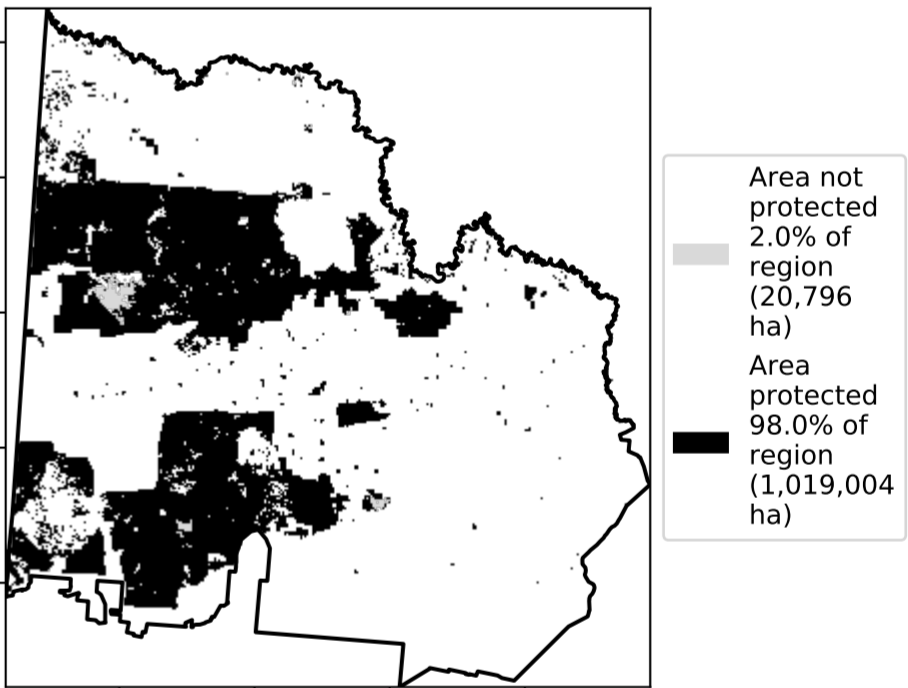 Area not
protected
2.0% of
region
(20,796
ha)
Area
protected
98.0% of
region
(1,019,004
ha)